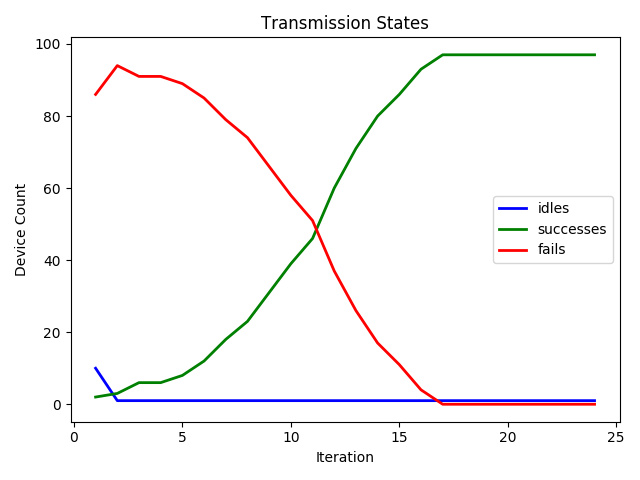 Transmission States
100
80
60
40
20
0
Device Count
idles
successes
fails
0 5 10 15 20 25
Iteration